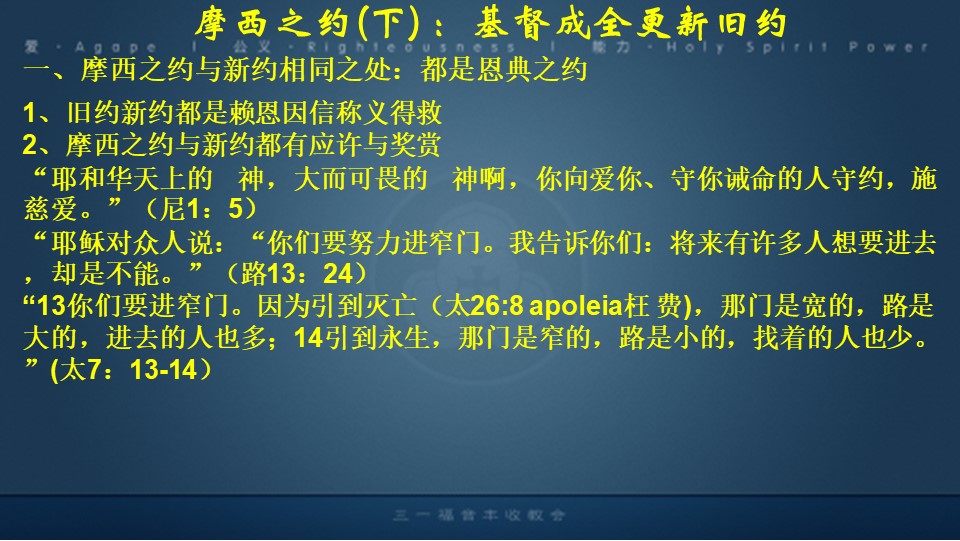 摩西之约(下)：基督成全更新旧约
爱·Agape | 公义·Righteousness | 能力·Holy Spirit Power
一、摩西之约与新约相同之处：都是恩典之约
1、旧约新约都是赖恩因信称义得救
2、摩西之约与新约都有应许与奖赏
“耶和华天上的　神，大而可畏的　神啊，你向爱你、守你诫命的人守约，施
慈爱。”（尼1：5）
“耶稣对众人说：“你们要努力进窄门。我告诉你们：将来有许多人想要进去
，却是不能。”（路13：24）
“13你们要进窄门。因为引到灭亡（太26:8 apoleia枉 费)，那门是宽的，路是
大的，进去的人也多；14引到永生，那门是窄的，路是小的，找着的人也少。
”(太7：13-14）
三一福音丰收教会